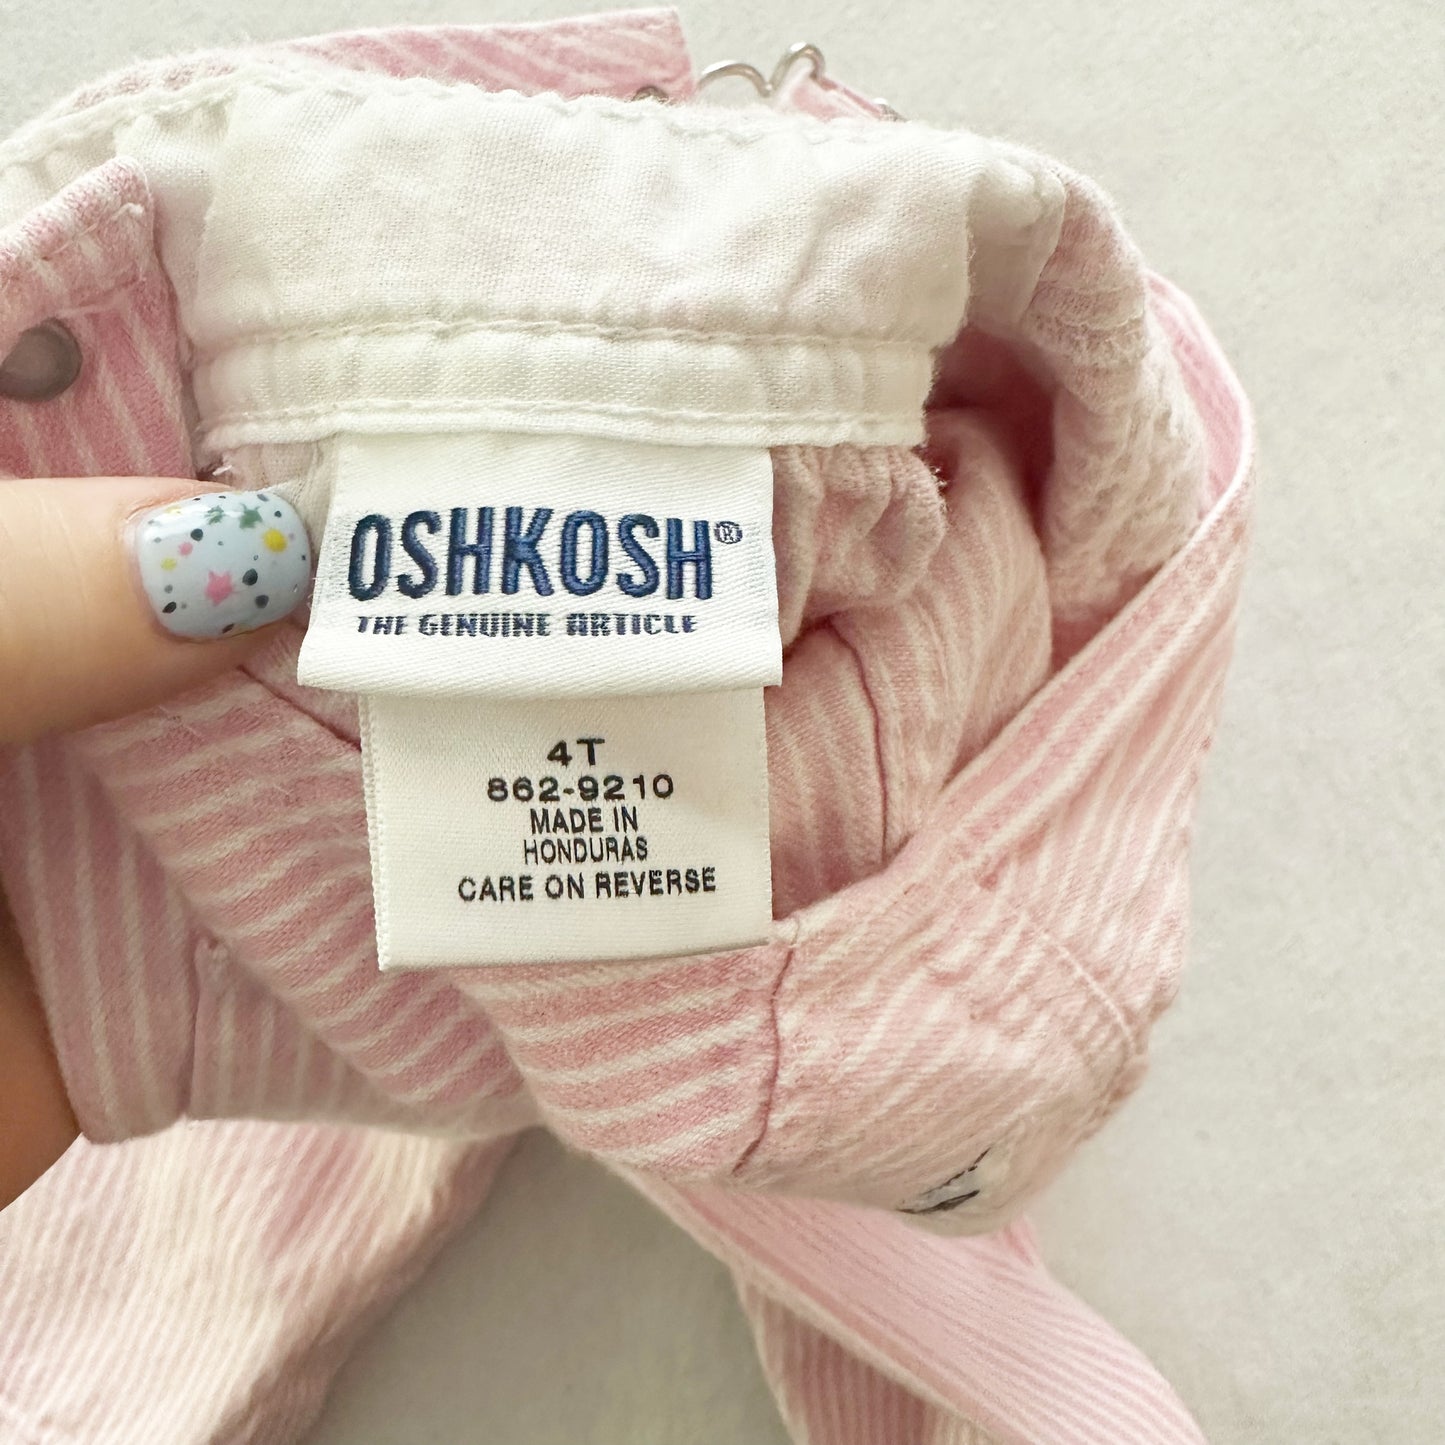 OSHKOSH®
THE GENUINE ARTICLE
4T
862-9210
MADE IN
HONDURAS
CARE ON REVERSE